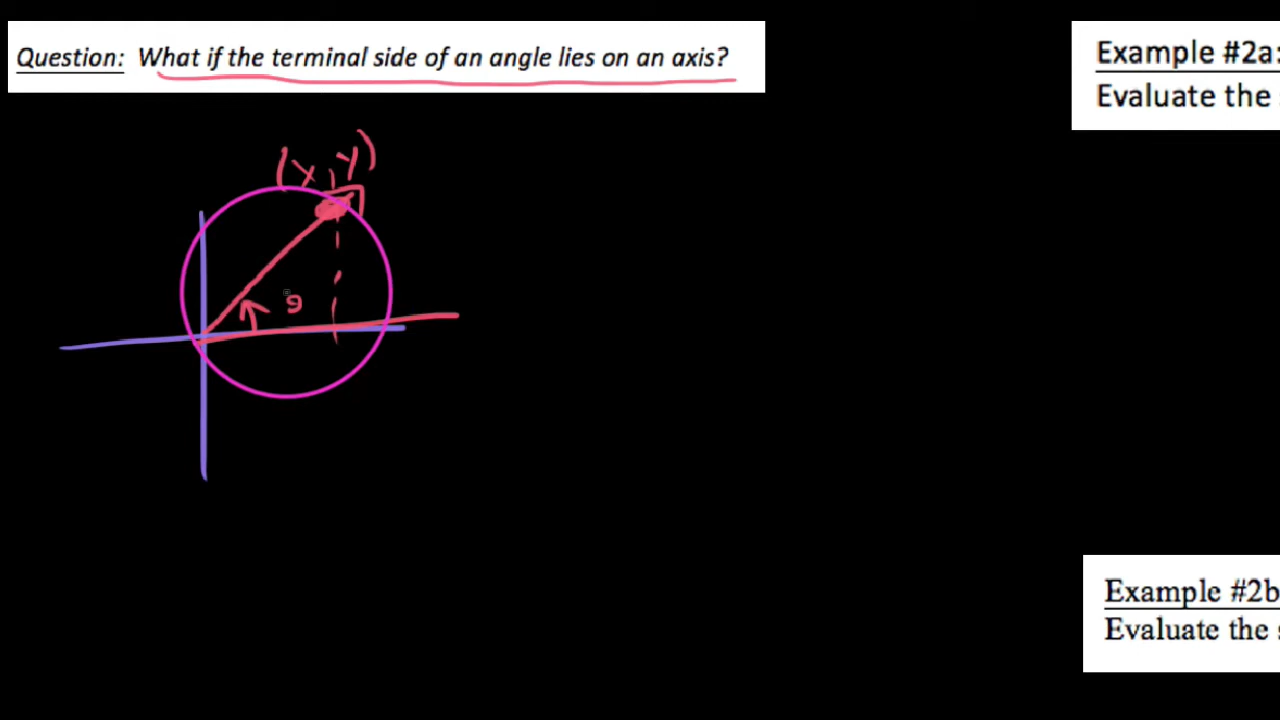 Question: What if the terminal side of an angle lies on an axis?
Example #2a:
Evaluate the
(x, y)
Example #2b
Evaluate the